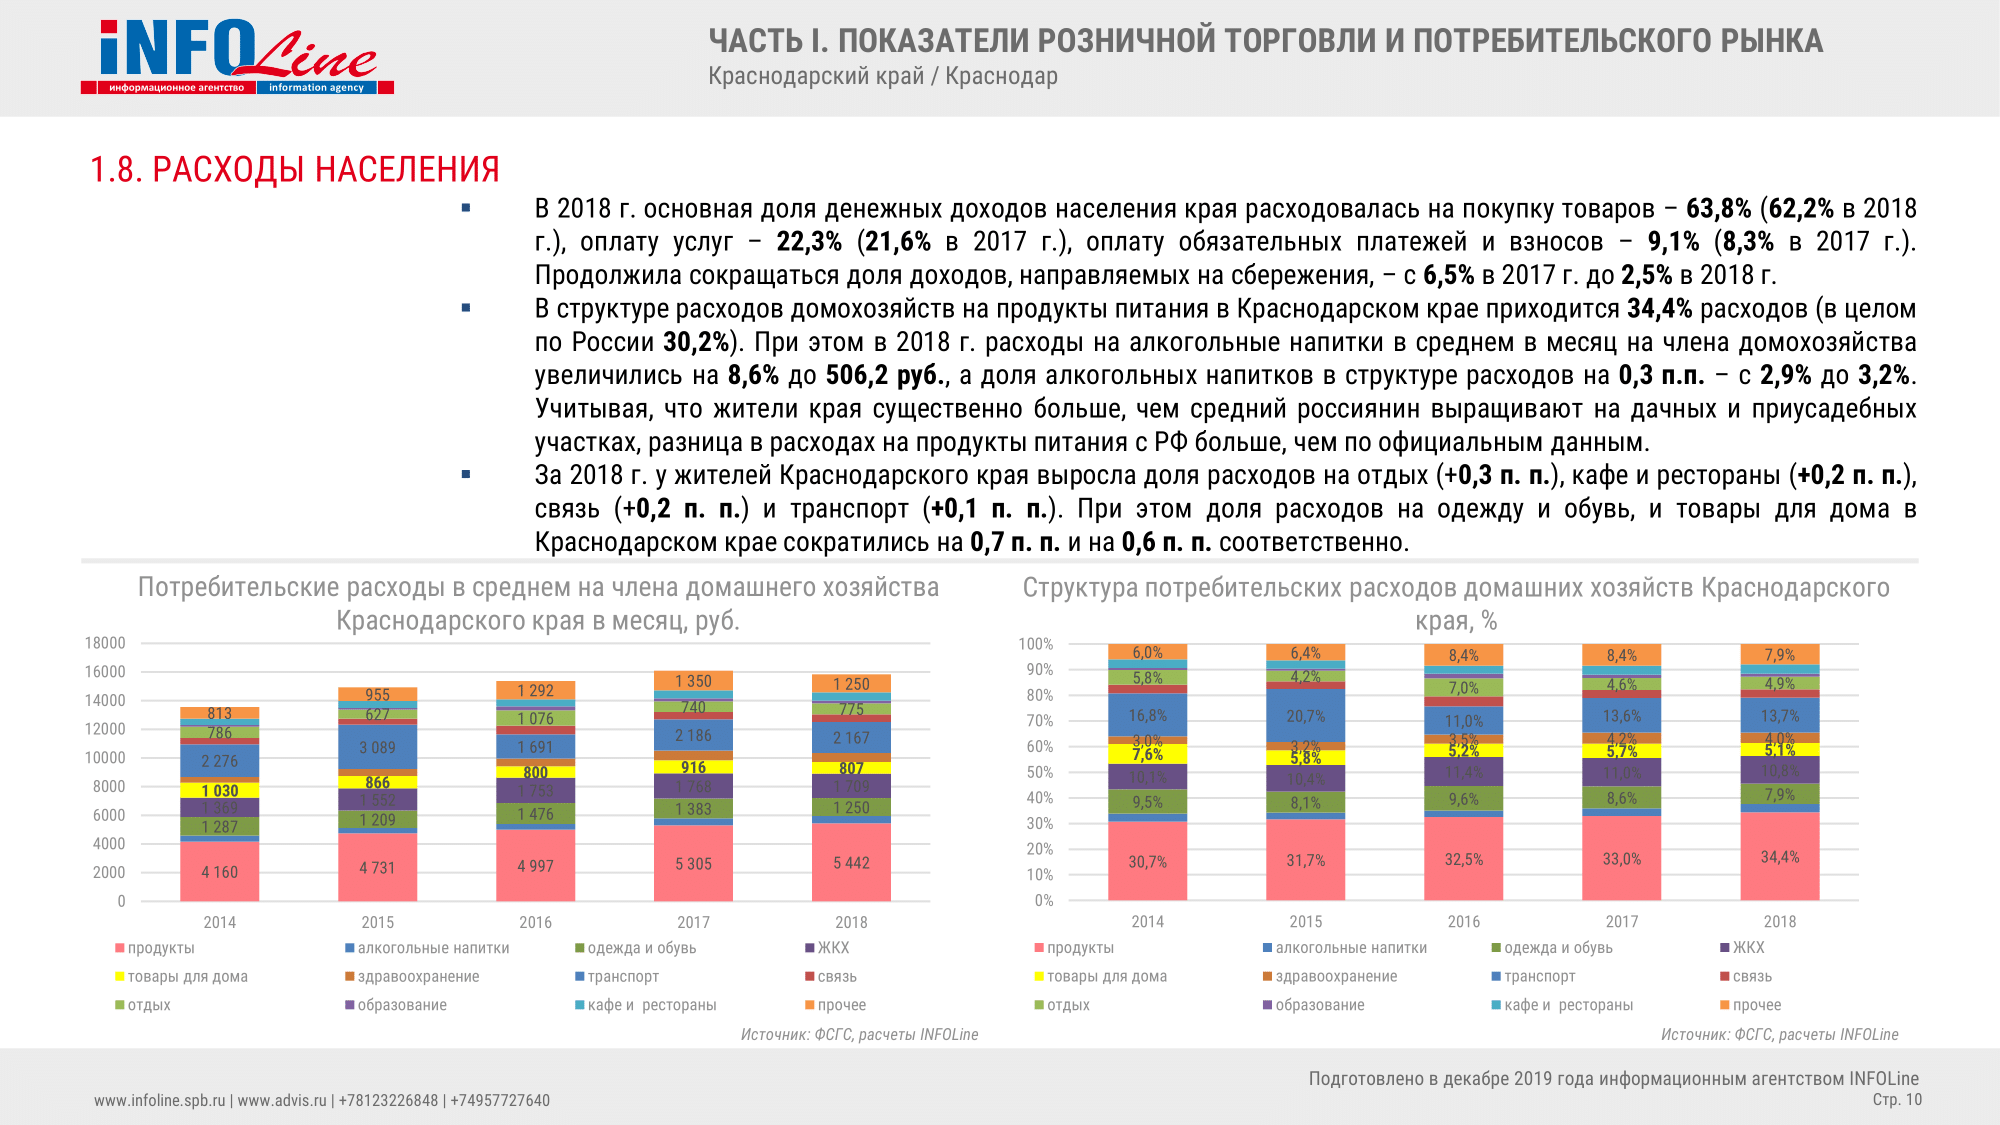 iNFOLine
информационное агентство information agency
ЧАСТЬ I. ПОКАЗАТЕЛИ РОЗНИЧНОЙ ТОРГОВЛИ И ПОТРЕБИТЕЛЬСКОГО РЫНКА
Краснодарский край / Краснодар
1.8. РАСХОДЫ НАСЕЛЕНИЯ
▪ В 2018 г. основная доля денежных доходов населения края расходовалась на покупку товаров – 63,8% (62,2% в 2018
г.), оплату услуг – 22,3% (21,6% в 2017 г.), оплату обязательных платежей и взносов – 9,1% (8,3% в 2017 г.).
Продолжила сокращаться доля доходов, направляемых на сбережения, – с 6,5% в 2017 г. до 2,5% в 2018 г.
▪ В структуре расходов домохозяйств на продукты питания в Краснодарском крае приходится 34,4% расходов (в целом
по России 30,2%). При этом в 2018 г. расходы на алкогольные напитки в среднем в месяц на члена домохозяйства
увеличились на 8,6% до 506,2 руб., а доля алкогольных напитков в структуре расходов на 0,3 п.п. – с 2,9% до 3,2%.
Учитывая, что жители края существенно больше, чем средний россиянин выращивают на дачных и приусадебных
участках, разница в расходах на продукты питания с РФ больше, чем по официальным данным.
▪ За 2018 г. у жителей Краснодарского края выросла доля расходов на отдых (+0,3 п. п.), кафе и рестораны (+0,2 п. п.),
связь (+0,2 п. п.) и транспорт (+0,1 п. п.). При этом доля расходов на одежду и обувь, и товары для дома в
Краснодарском крае сократились на 0,7 п. п. и на 0,6 п. п. соответственно.
Потребительские расходы в среднем на члена домашнего хозяйства
Краснодарского края в месяц, руб.
18000
16000
14000
12000
10000
8000
6000
4000
2000
0
813 955 1 292 1 350 1 250
786 627 1 076 740 775
2 276 3 089 1 691 2 186 2 167
1 030 866 800 916 807
1 369 1 552 1 753 1 768 1 709
1 287 1 209 1 476 1 383 1 250
4 160 4 731 4 997 5 305 5 442
2014 2015 2016 2017 2018
продукты алкогольные напитки одежда и обувь ЖКХ
товары для дома здравоохранение транспорт связь
отдых образование кафе и рестораны прочее
Источник: ФСГС, расчеты INFOLine
Структура потребительских расходов домашних хозяйств Краснодарского
края, %
100%
90%
80%
70%
60%
50%
40%
30%
20%
10%
0%
6,0% 6,4% 8,4% 8,4% 7,9%
5,8% 4,2% 7,0% 4,6% 4,9%
16,8% 20,7% 11,0% 13,6% 13,7%
3,0% 3,2% 3,5% 4,2% 4,0%
7,6% 5,8% 5,2% 5,7% 5,1%
10,1% 10,4% 11,4% 11,0% 10,8%
9,5% 8,1% 9,6% 8,6% 7,9%
30,7% 31,7% 32,5% 33,0% 34,4%
2014 2015 2016 2017 2018
продукты алкогольные напитки одежда и обувь ЖКХ
товары для дома здравоохранение транспорт связь
отдых образование кафе и рестораны прочее
Источник: ФСГС, расчеты INFOLine
Подготовлено в декабре 2019 года информационным агентством INFOLine
www.infoline.spb.ru | www.advis.ru | +78123226848 | +74957727640
Стр. 10